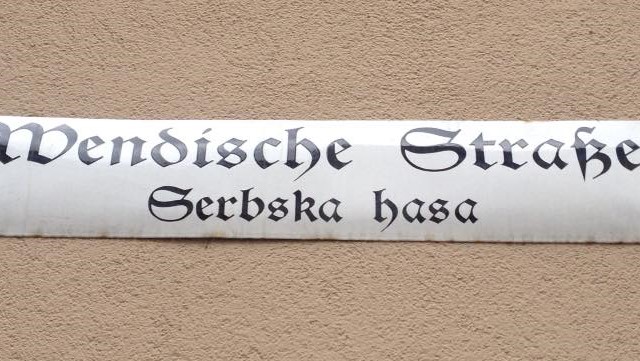 Wendische Straße
Serbska hasa